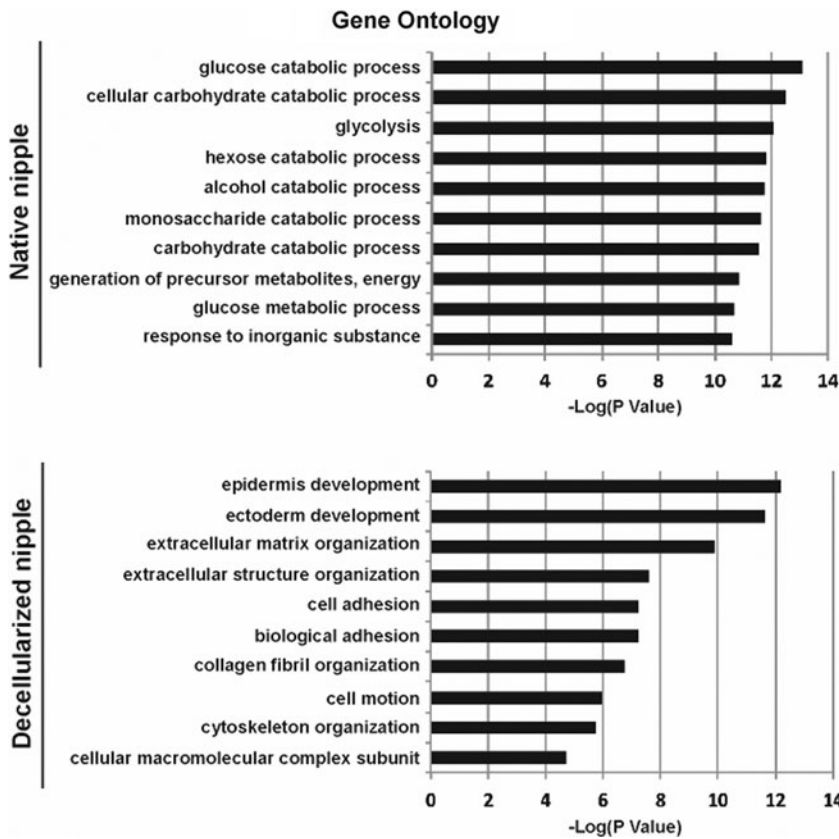 Gene Ontology
Native nipple
glucose catabolic process
cellular carbohydrate catabolic process
glycolysis
hexose catabolic process
alcohol catabolic process
monosaccharide catabolic process
carbohydrate catabolic process
generation of precursor metabolites, energy
glucose metabolic process
response to inorganic substance
0 2 4 6 8 10 12 14
-Log(P Value)
Decellularized nipple
epidermis development
ectoderm development
extracellular matrix organization
extracellular structure organization
cell adhesion
biological adhesion
collagen fibril organization
cell motion
cytoskeleton organization
cellular macromolecular complex subunit
0 2 4 6 8 10 12 14
-Log(P Value)